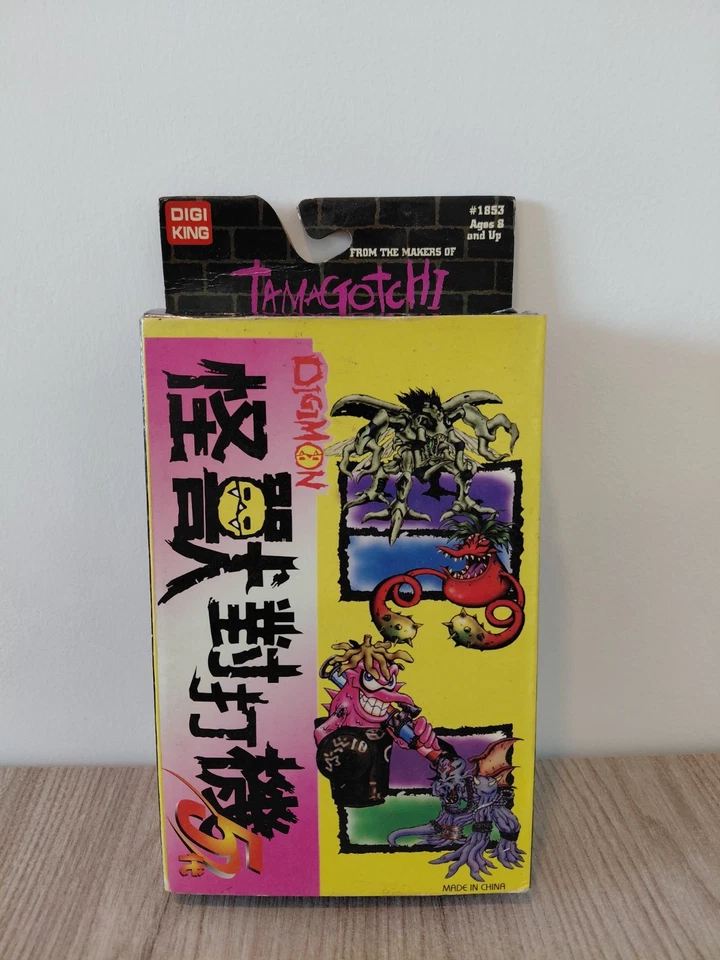 DIGI
KING
#1853
Ages 8
and Up
FROM THE MAKERS OF
TAMAGOTCHI
DIGIMON
怪獸對打機
5代
MADE IN CHINA